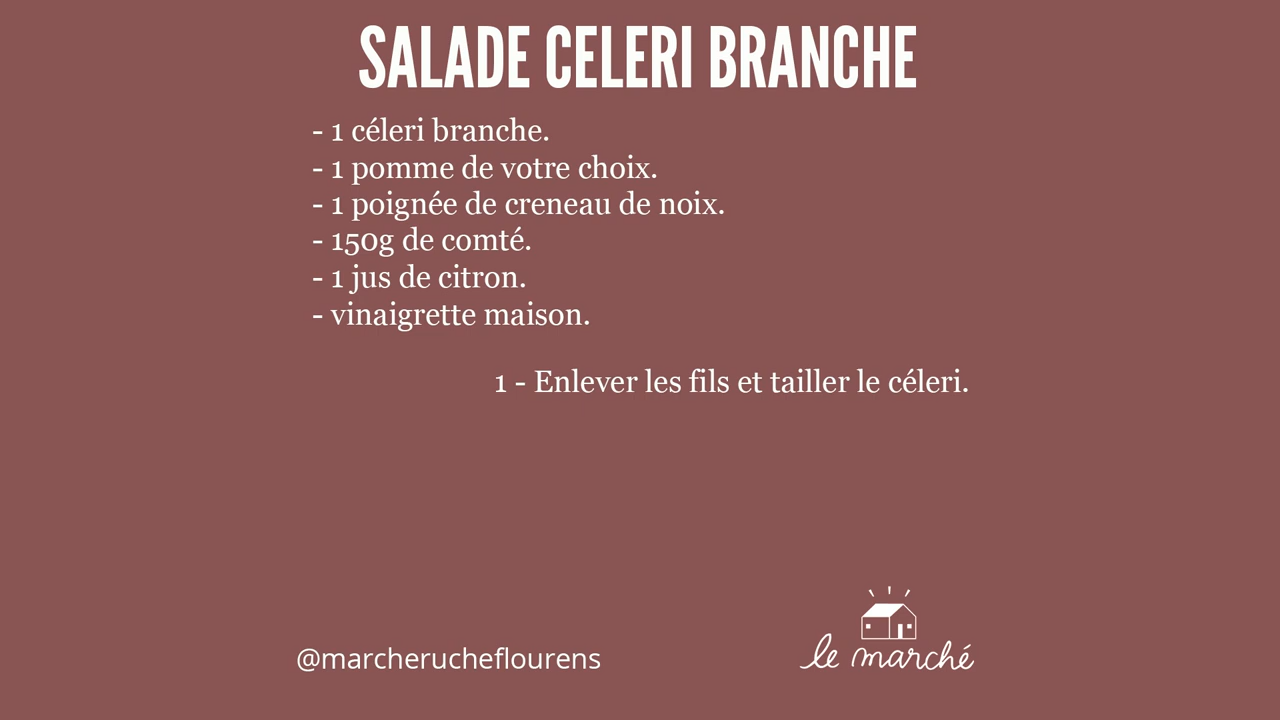 SALADE CELERI BRANCHE
- 1 céleri branche.
- 1 pomme de votre choix.
- 1 poignée de creneau de noix.
- 150g de comté.
- 1 jus de citron.
- vinaigrette maison.
1 - Enlever les fils et tailler le céleri.
@marcherucheflourens
le marché